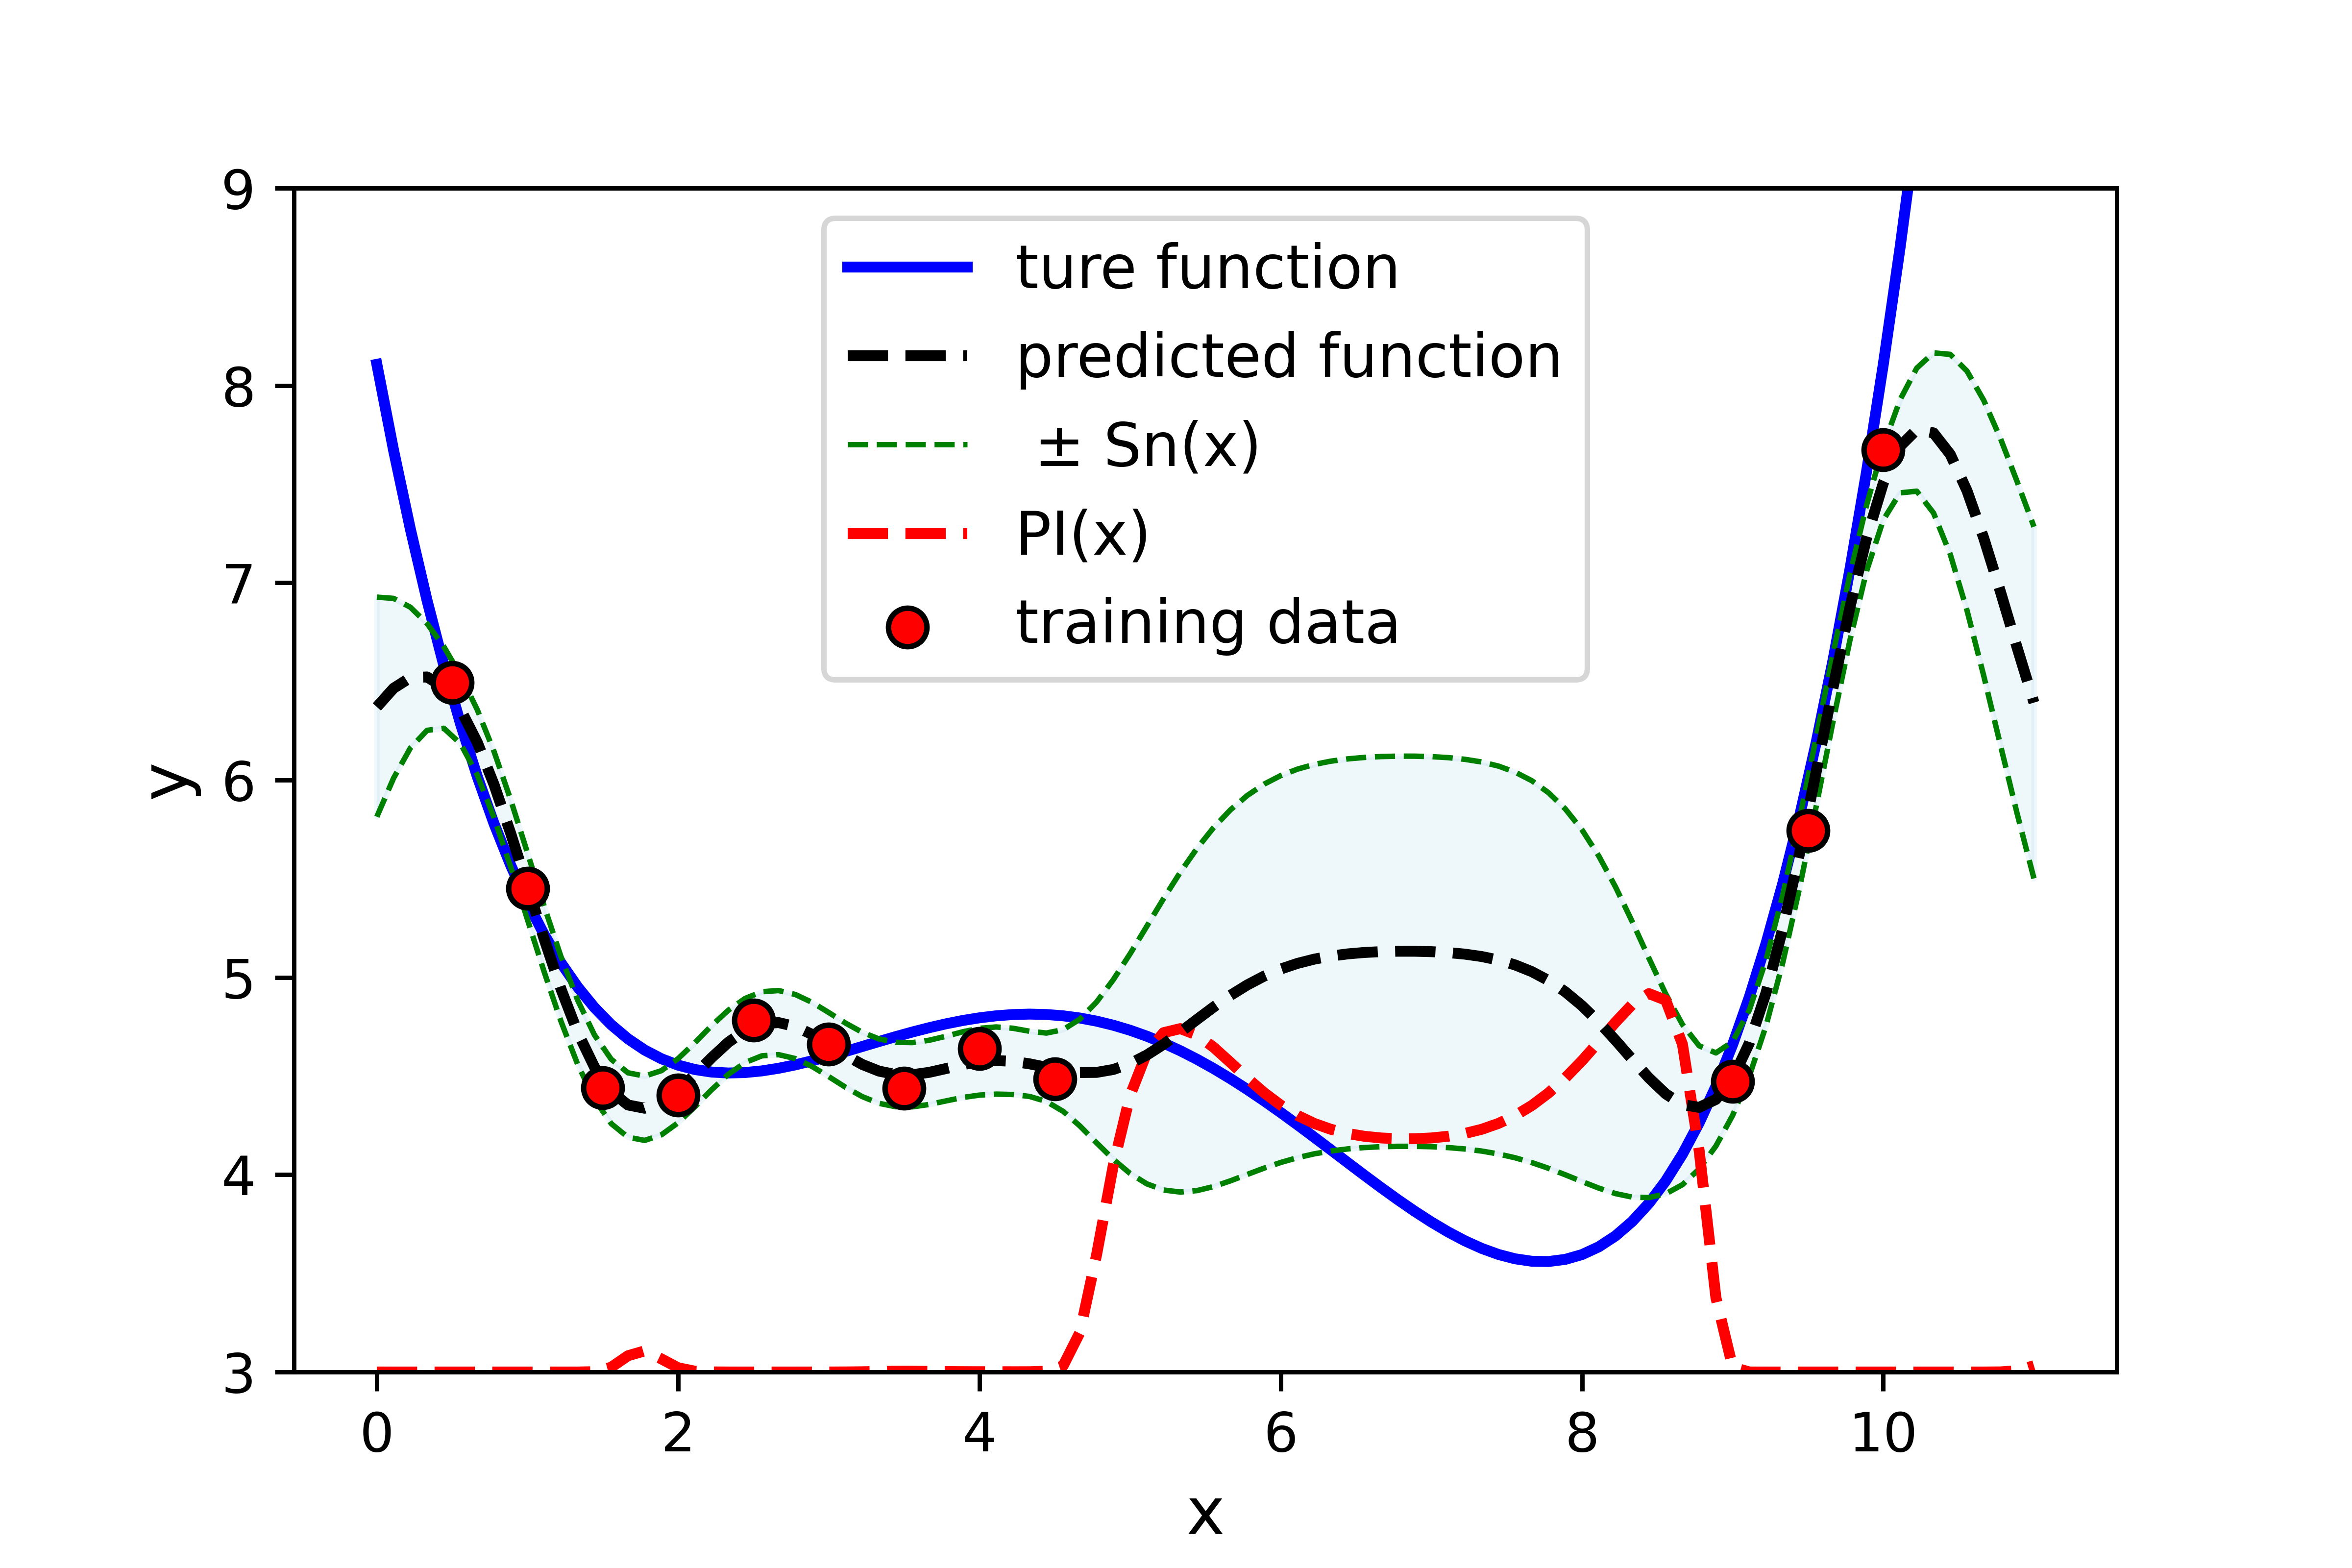 9
8
7
6
5
4
3
y
ture function
predicted function
± Sn(x)
PI(x)
training data
0 2 4 6 8 10
x